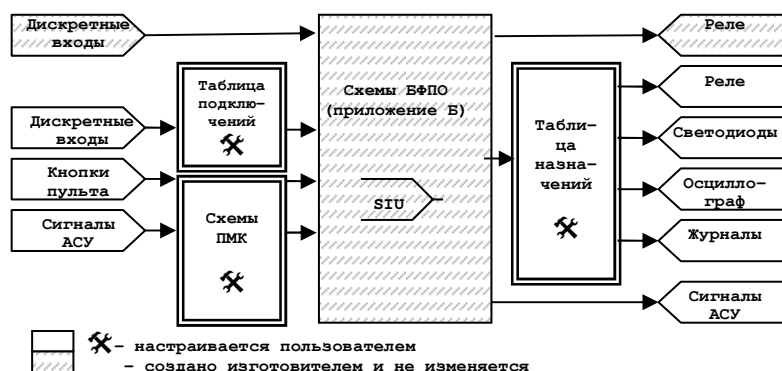 Дискретные
входы
Дискретные
входы
Кнопки
пульта
Сигналы
АСУ
Таблица
подклю-
чений
Схемы
ПМК
Схемы БФПО
(приложение Б)
SIU
Табли-
ца
назна-
чений
Реле
Реле
Светодиоды
Осцилло-
граф
Журналы
Сигналы
АСУ
- настраивается пользователем
- создано изготовителем и не изменяется